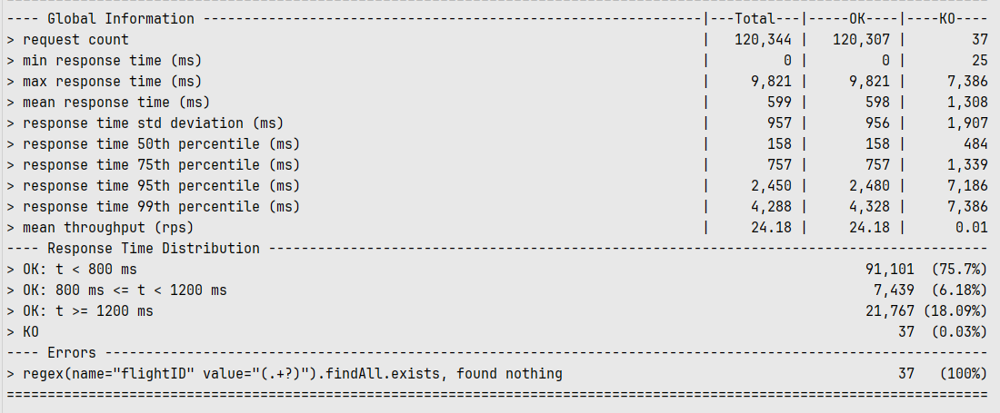 ---- Global Information --------------------------------------------------------------|---Total---|-----OK----|----KO----
> request count | 120,344 | 120,307 | 37
> min response time (ms) | 0 | 0 | 25
> max response time (ms) | 9,821 | 9,821 | 7,386
> mean response time (ms) | 599 | 598 | 1,308
> response time std deviation (ms) | 957 | 956 | 1,907
> response time 50th percentile (ms) | 158 | 158 | 484
> response time 75th percentile (ms) | 757 | 757 | 1,339
> response time 95th percentile (ms) | 2,450 | 2,480 | 7,186
> response time 99th percentile (ms) | 4,288 | 4,328 | 7,386
> mean throughput (rps) | 24.18 | 24.18 | 0.01
---- Response Time Distribution ----------------------------------------------------------------------------------------
> OK: t < 800 ms 91,101 (75.7%)
> OK: 800 ms <= t < 1200 ms 7,439 (6.18%)
> OK: t >= 1200 ms 21,767 (18.09%)
> KO 37 (0.03%)
---- Errors ------------------------------------------------------------------------------------------------------------
> regex(name="flightID" value="(.+?)").findAll.exists, found nothing 37 (100%)
========================================================================================================================